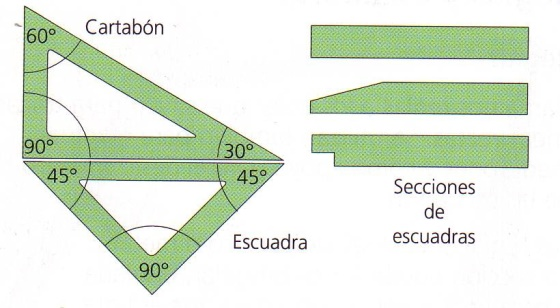 Cartabón
60°
90°
30°
45°
45°
90°
Escuadra
Secciones
de
escuadras